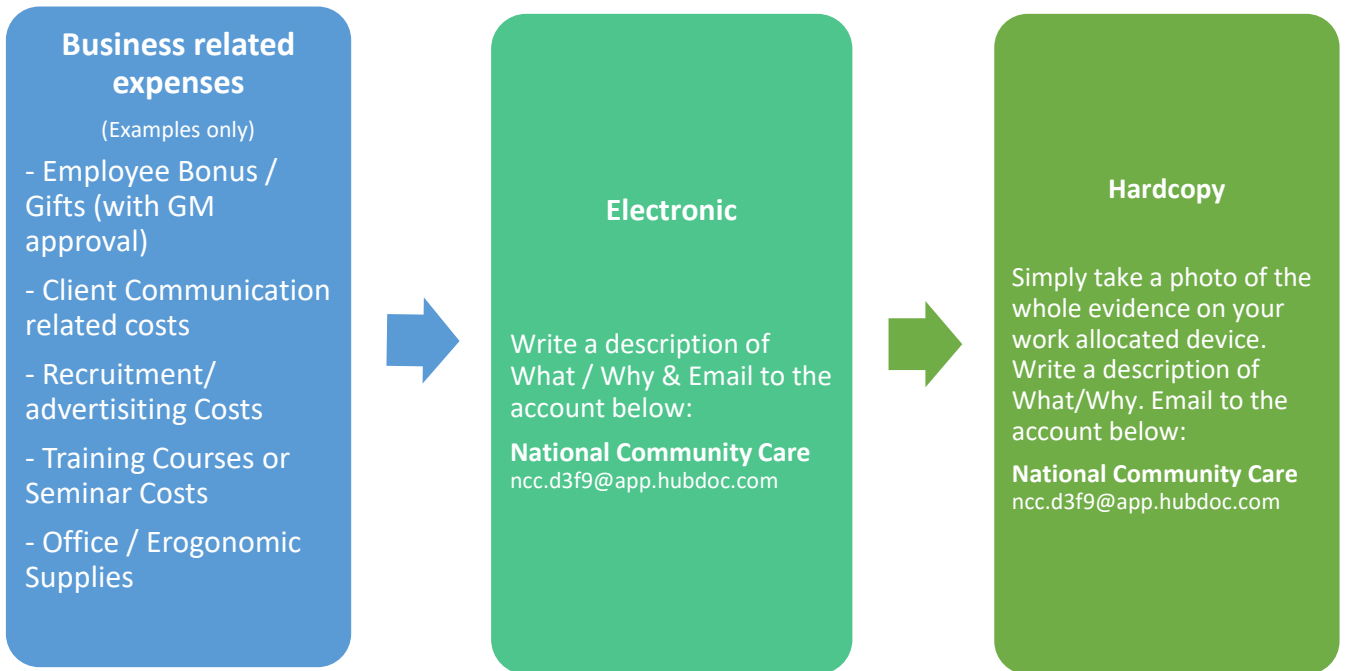 Business related
expenses
(Examples only)
- Employee Bonus /
Gifts (with GM
approval)
- Client Communication
related costs
- Recruitment/
advertisiting Costs
- Training Courses or
Seminar Costs
- Office / Erogonomic
Supplies
Electronic
Write a description of
What / Why & Email to the
account below:
National Community Care
ncc.d3f9@app.hubdoc.com
Hardcopy
Simply take a photo of the
whole evidence on your
work allocated device.
Write a description of
What/Why. Email to the
account below:
National Community Care
ncc.d3f9@app.hubdoc.com